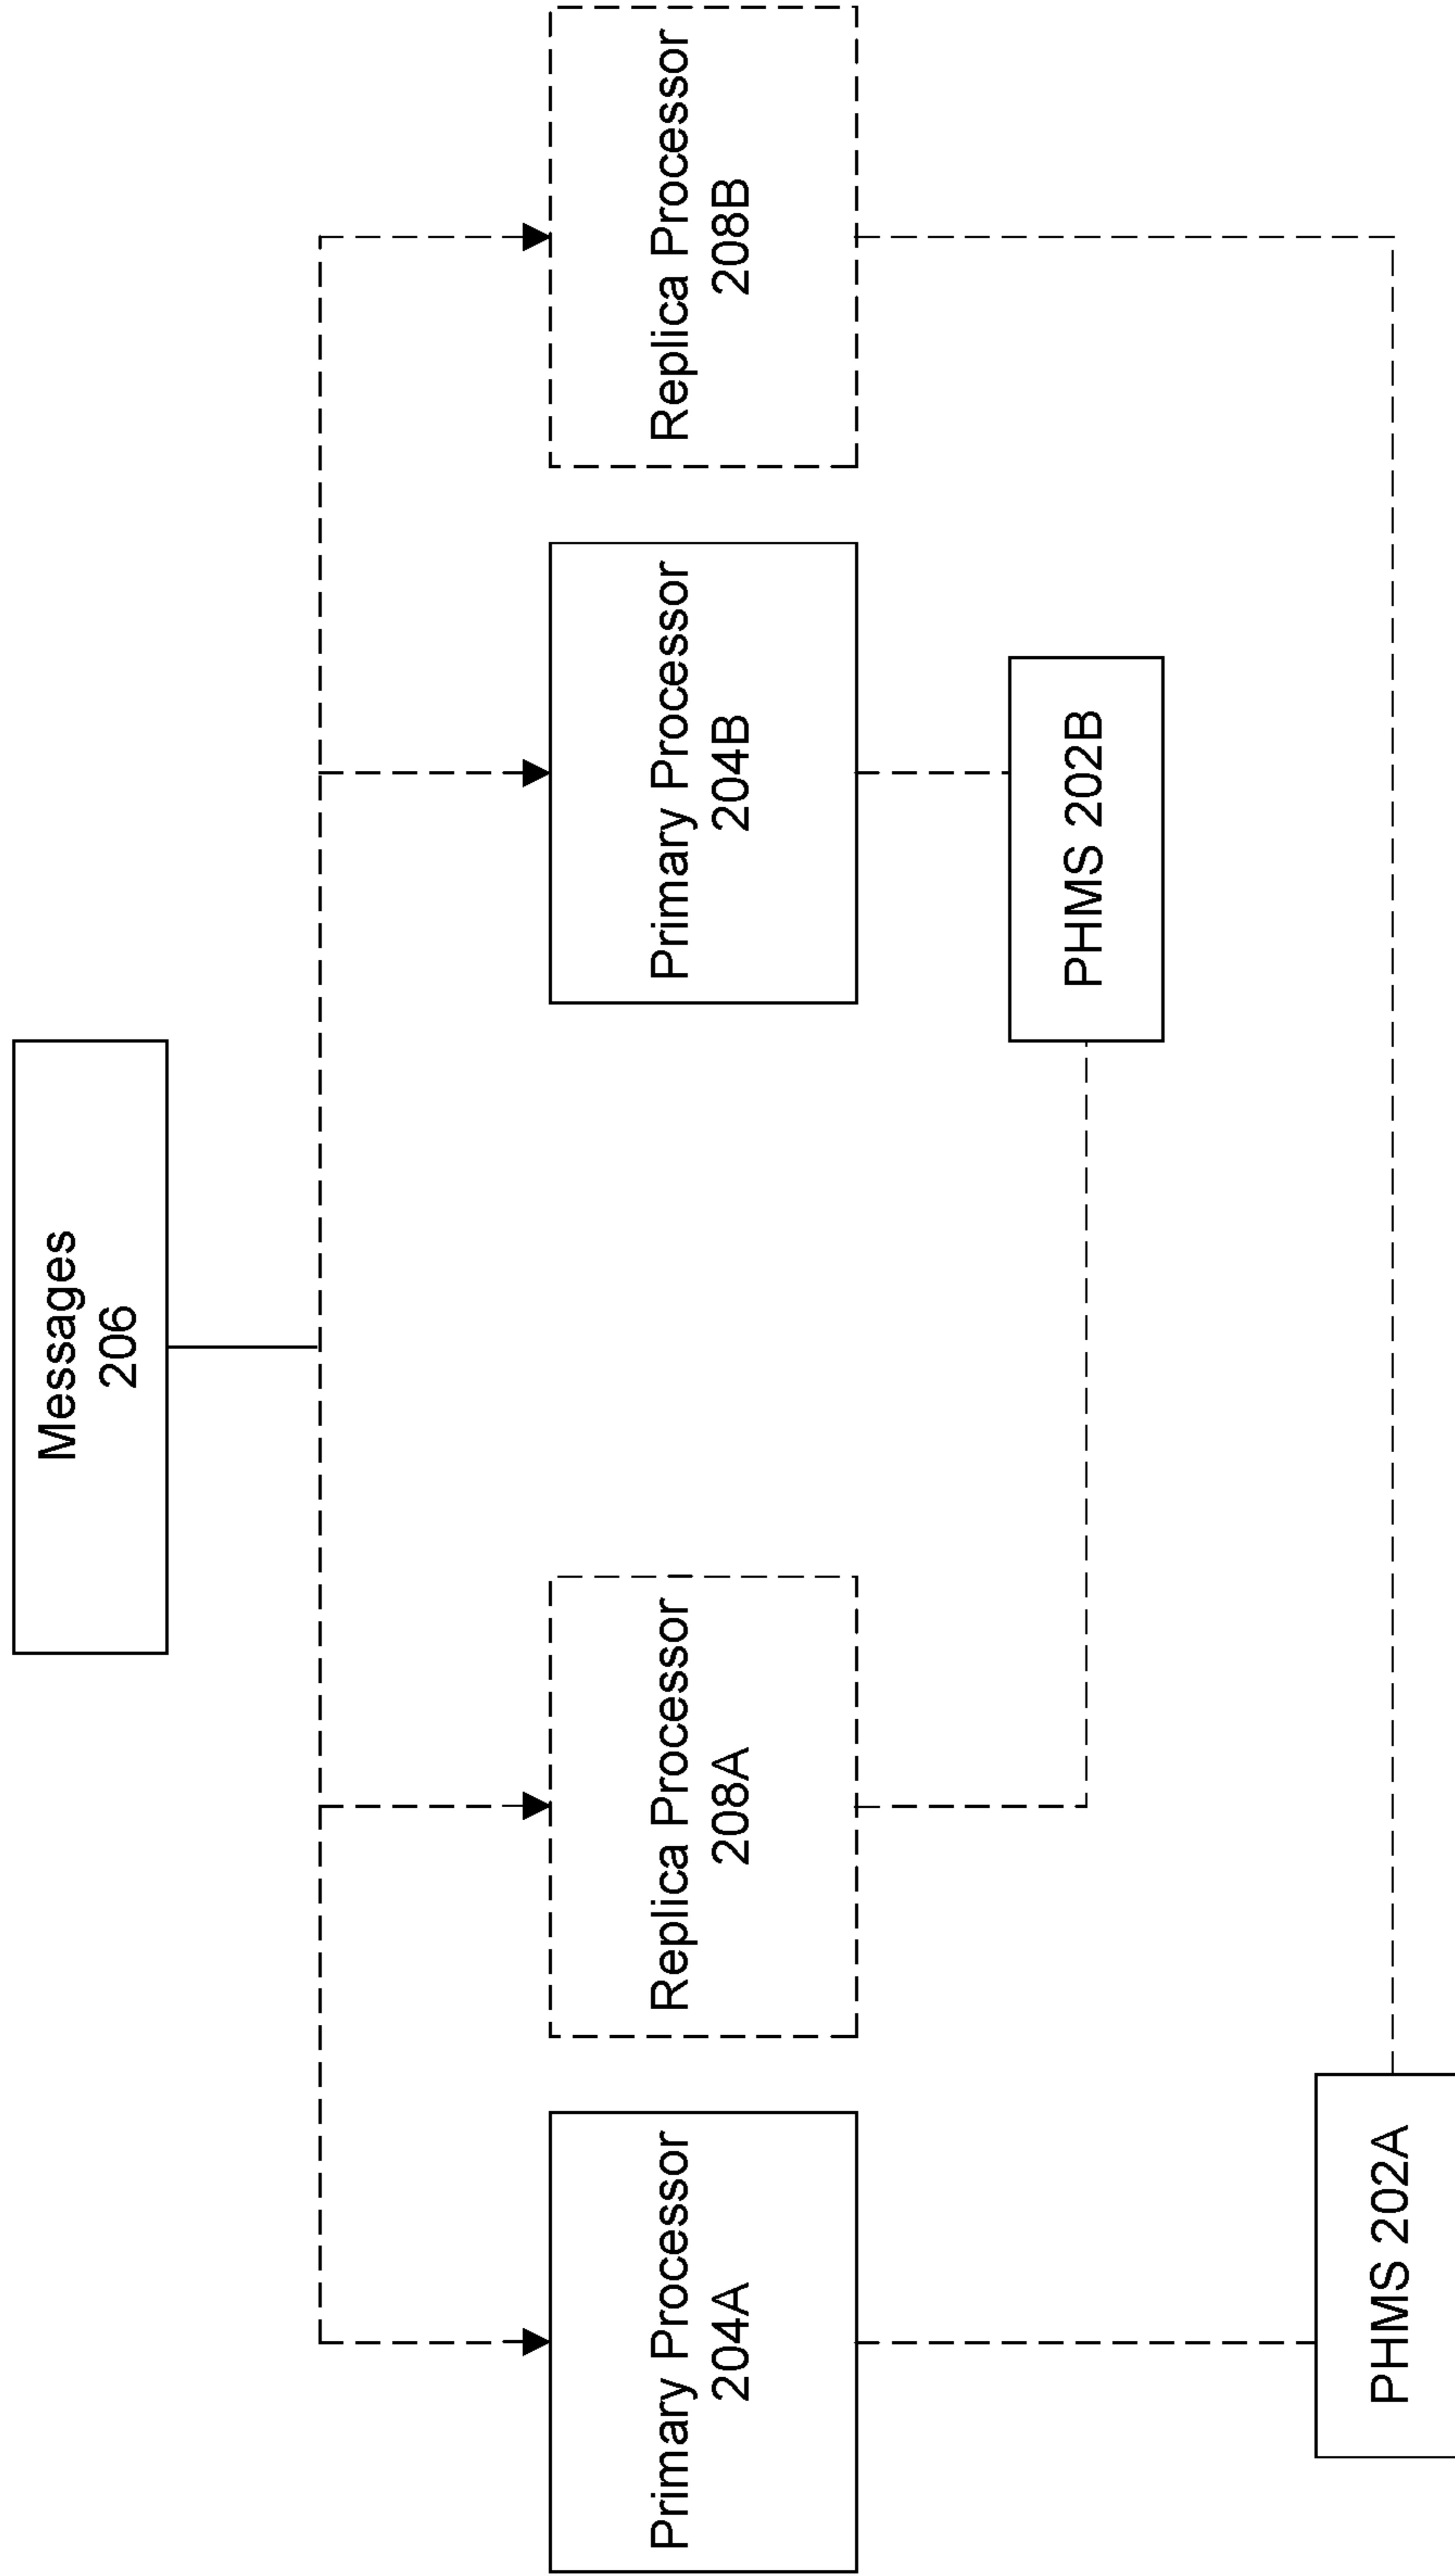 Messages
206
Primary Processor
204A
Replica Processor
208A
Primary Processor
204B
Replica Processor
208B
PHMS 202B
PHMS 202A